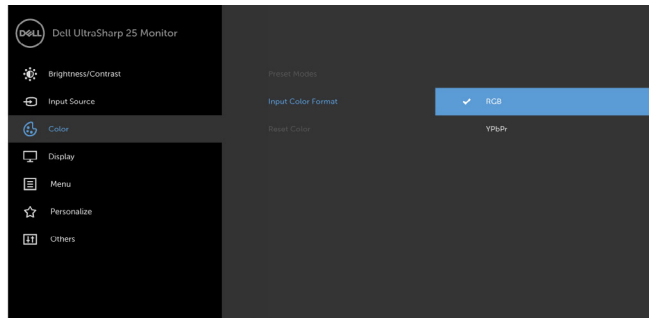 DELL
Dell UltraSharp 25 Monitor
Brightness/Contrast
Input Source
Color
Display
Menu
Personalize
Others
Preset Modes
Input Color Format
Reset Color
RGB
YPbPr